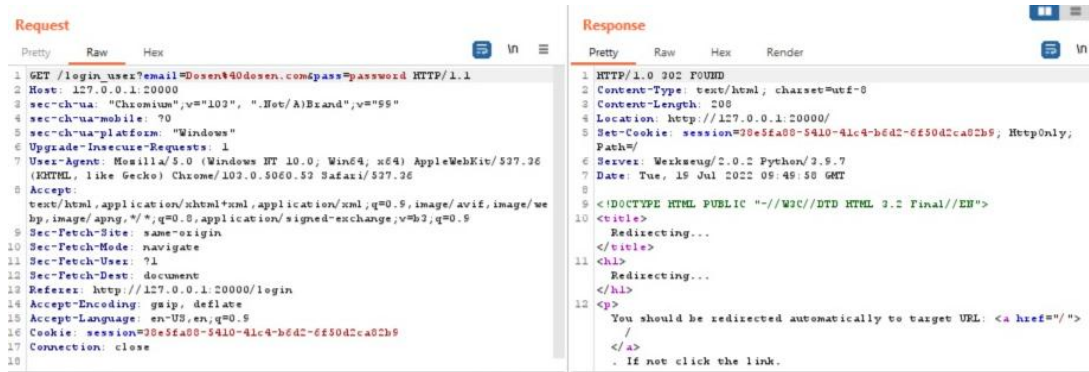 Request
Pretty Raw Hex
\n
1 GET /login_user?email=Dosen%40dosen.com&pass=password HTTP/1.1
2 Host: 127.0.0.1:20000
3 sec-ch-ua: "Chromium";v="103", ".Not/A)Brand";v="99"
4 sec-ch-ua-mobile: ?0
5 sec-ch-ua-platform: "Windows"
6 Upgrade-Insecure-Requests: 1
7 User-Agent: Mozilla/5.0 (Windows NT 10.0; Win64; x64) AppleWebKit/537.36
(KHTML, like Gecko) Chrome/103.0.5060.53 Safari/537.36
8 Accept:
text/html,application/xhtml+xml,application/xml;q=0.9,image/avif,image/we
bp,image/apng,*/*;q=0.8,application/signed-exchange;v=b3;q=0.9
9 Sec-Fetch-Site: same-origin
10 Sec-Fetch-Mode: navigate
11 Sec-Fetch-User: ?1
12 Sec-Fetch-Dest: document
13 Referer: http://127.0.0.1:20000/login
14 Accept-Encoding: gzip, deflate
15 Accept-Language: en-US,en;q=0.9
16 Cookie: session=38e5fa88-5410-41c4-b6d2-6f50d2ca82b9
17 Connection: close
18
Response
Pretty Raw Hex Render
\n
1 HTTP/1.0 302 FOUND
2 Content-Type: text/html; charset=utf-8
3 Content-Length: 208
4 Location: http://127.0.0.1:20000/
5 Set-Cookie: session=38e5fa88-5410-41c4-b6d2-6f50d2ca82b9; HttpOnly;
Path=/
6 Server: Werkzeug/2.0.2 Python/3.9.7
7 Date: Tue, 19 Jul 2022 09:49:58 GMT
8
9 <!DOCTYPE HTML PUBLIC "-//W3C//DTD HTML 3.2 Final//EN">
10 <title>
Redirecting...
</title>
11 <h1>
Redirecting...
</h1>
12 <p>
You should be redirected automatically to target URL: <a href="/">
/
</a>
. If not click the link.